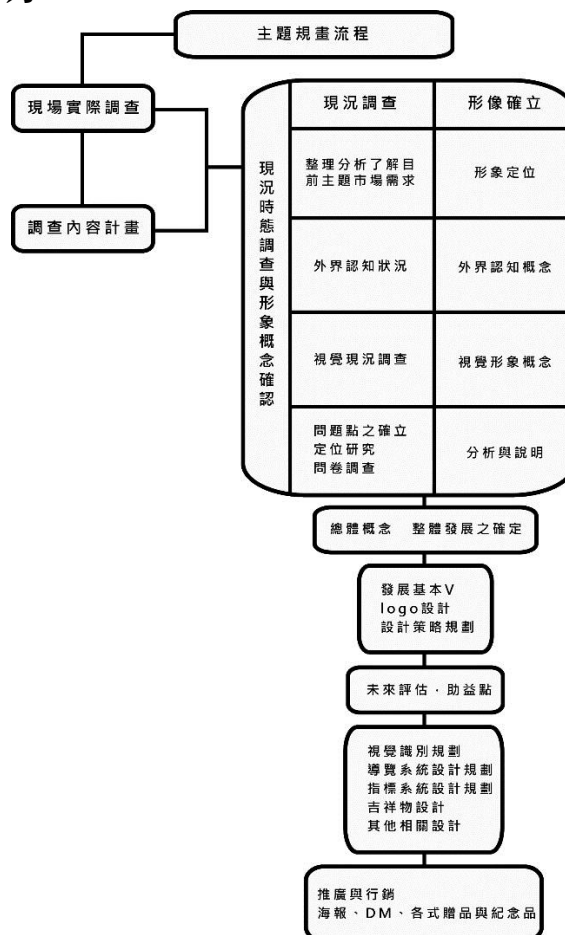 主題規畫流程
現場實際調查
調查內容計畫
現況時態調查與形象概念確認
現況調查
形像確立
整理分析了解目
前主題市場需求
形象定位
外界認知狀況
外界認知概念
視覺現況調查
視覺形象概念
問題點之確立
定位研究
問卷調查
分析與說明
總體概念 整體發展之確定
發展基本V
logo設計
設計策略規劃
未來評估·助益點
視覺識別規劃
導覽系統設計規劃
指標系統設計規劃
吉祥物設計
其他相關設計
推廣與行銷
海報、DM、各式贈品與紀念品